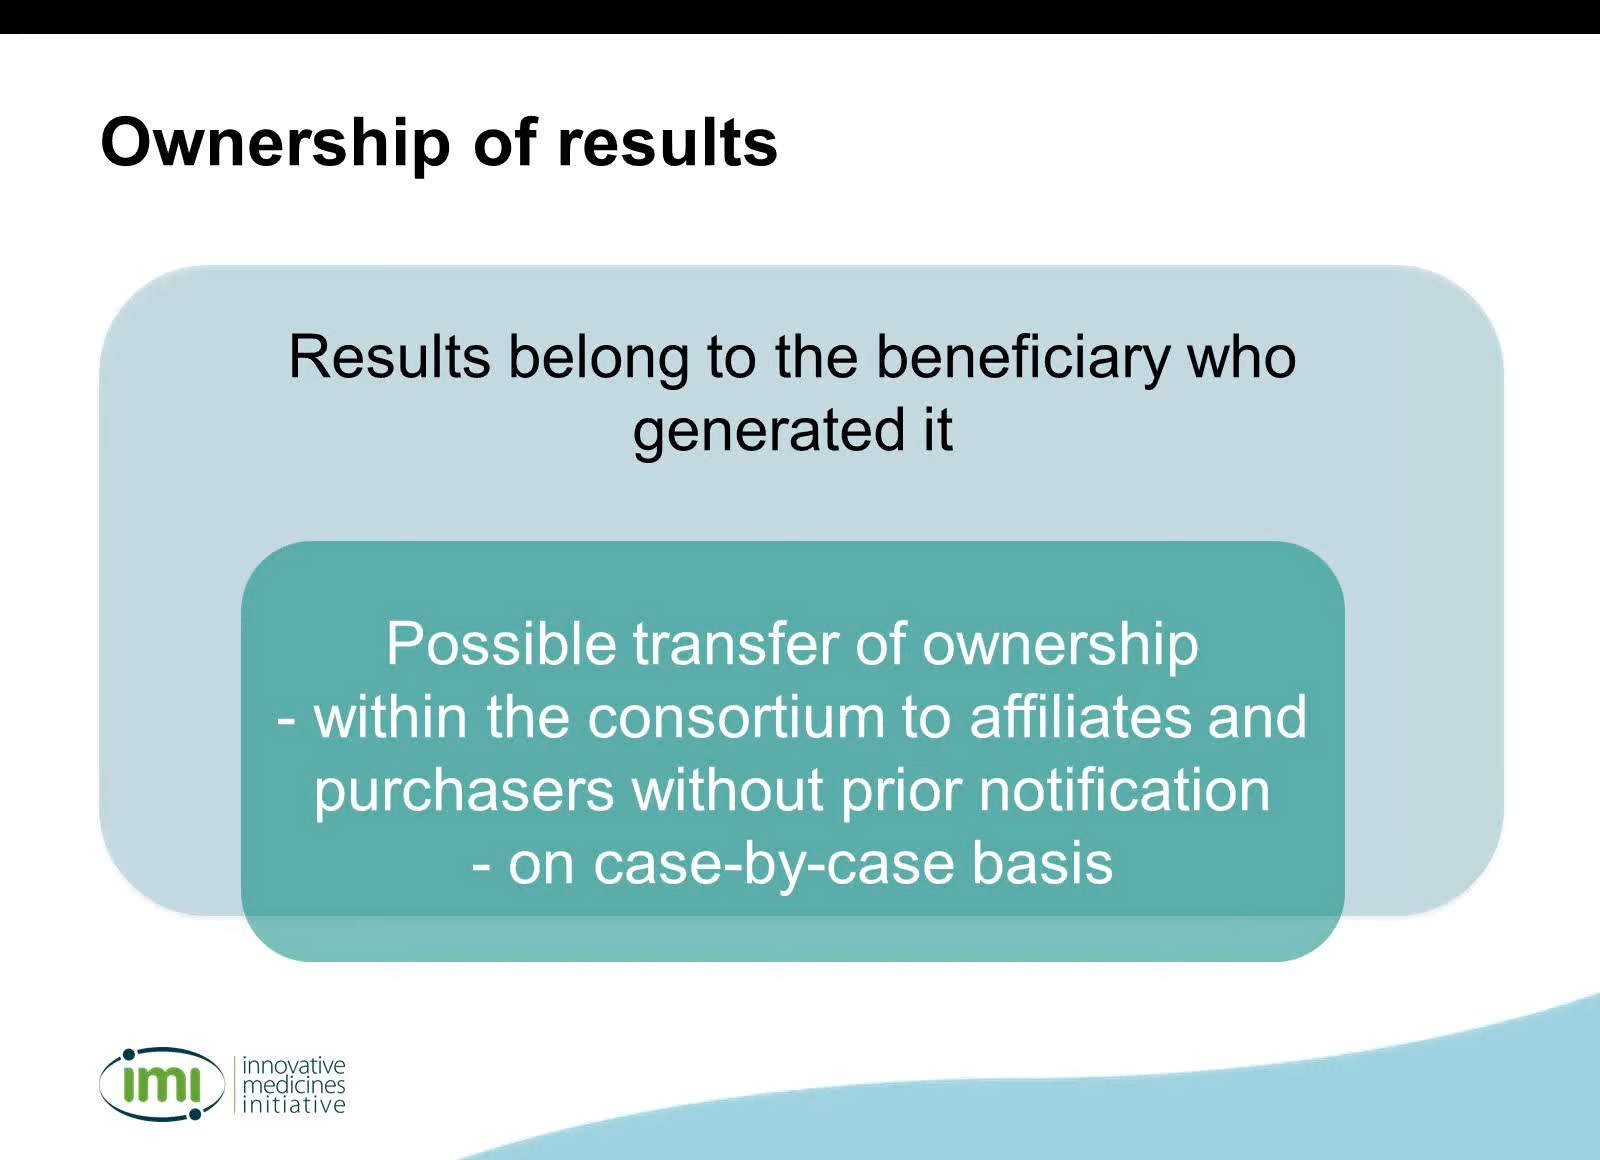 Ownership of results
Results belong to the beneficiary who
generated it
Possible transfer of ownership
- within the consortium to affiliates and
purchasers without prior notification
- on case-by-case basis
imi
innovative
medicines
initiative